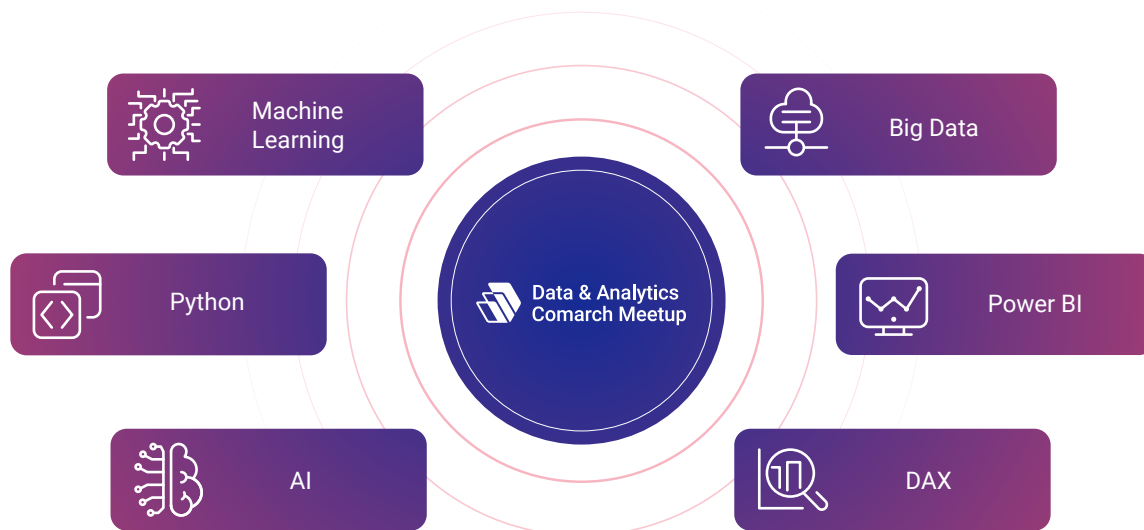 Machine
Learning
Big Data
Python
Data & Analytics
Comarch Meetup
Power BI
AI
DAX